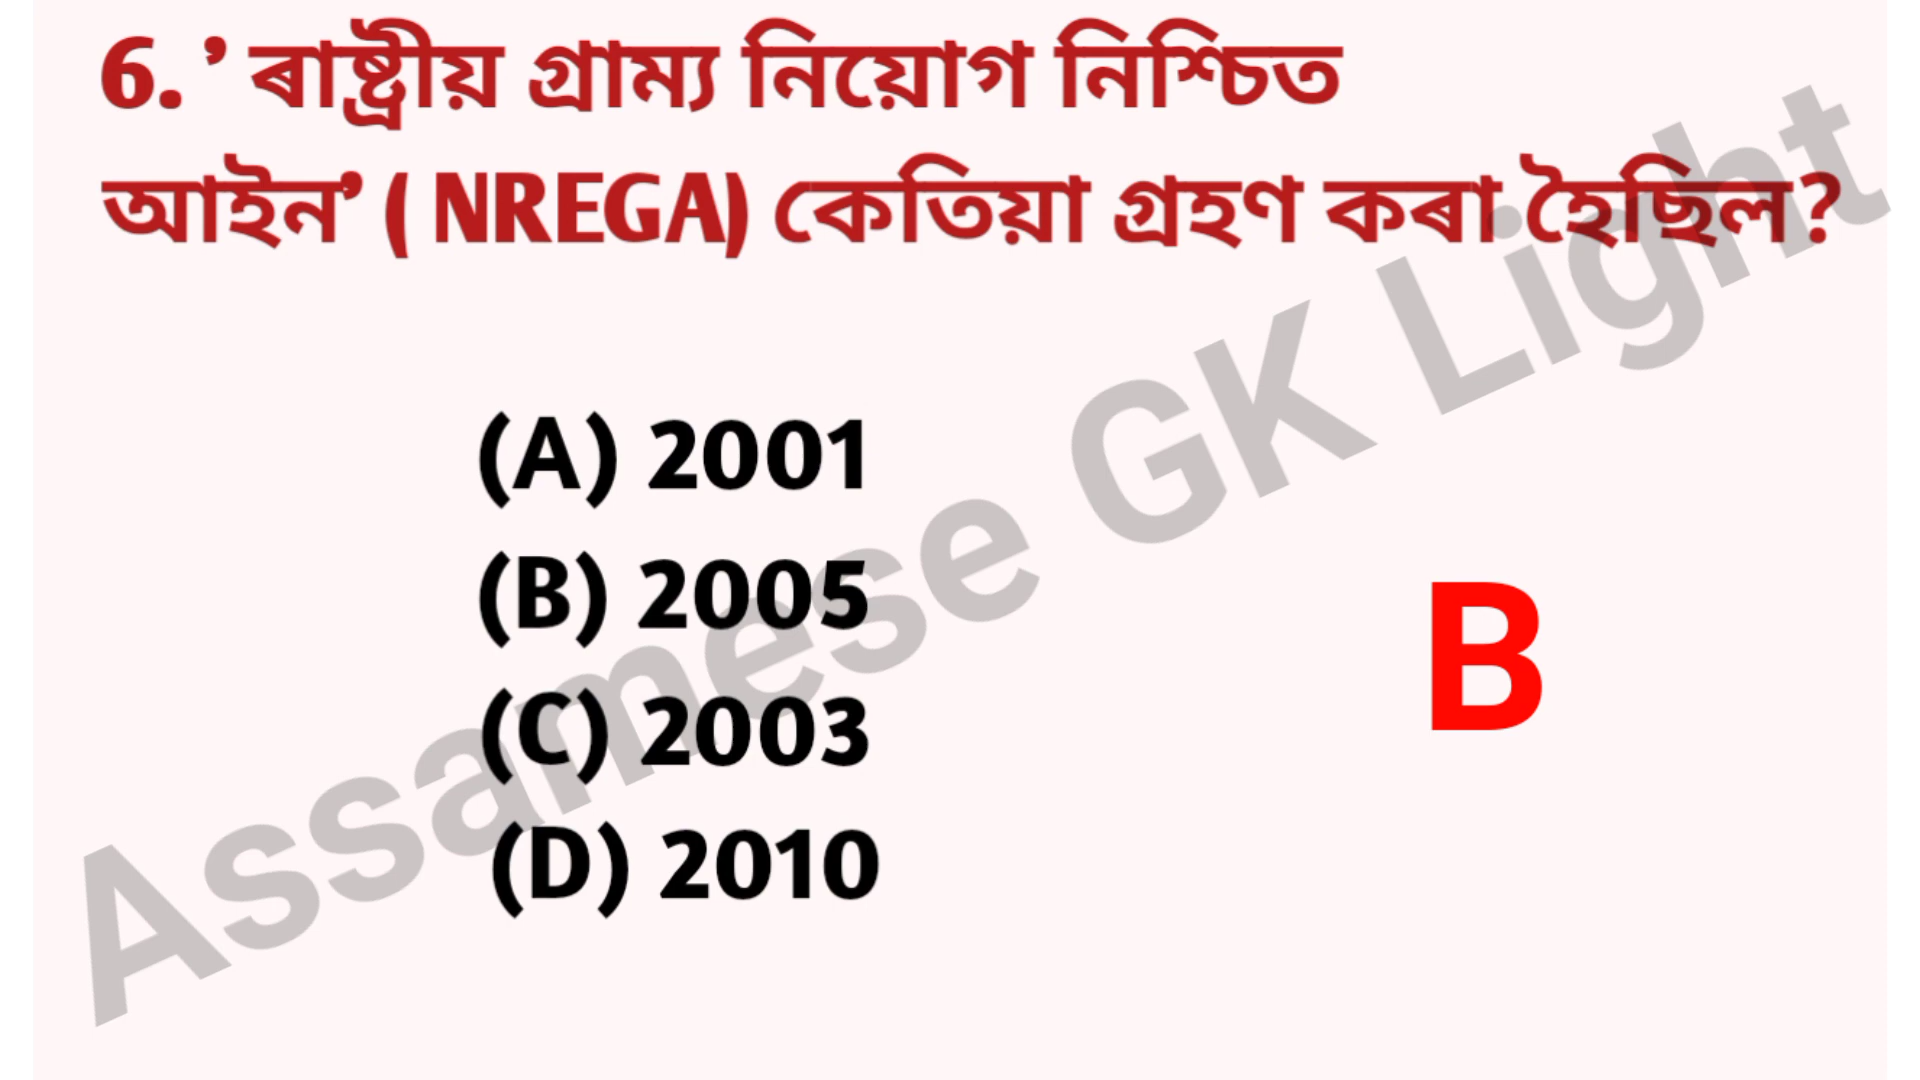 6. ’ ৰাষ্ট্ৰীয় গ্ৰাম্য নিয়োগ নিশ্চিত
আইন’ ( NREGA) কেতিয়া গ্ৰহণ কৰা হৈছিল?
(A) 2001
(B) 2005
(C) 2003
(D) 2010
B
Assamese GK Light